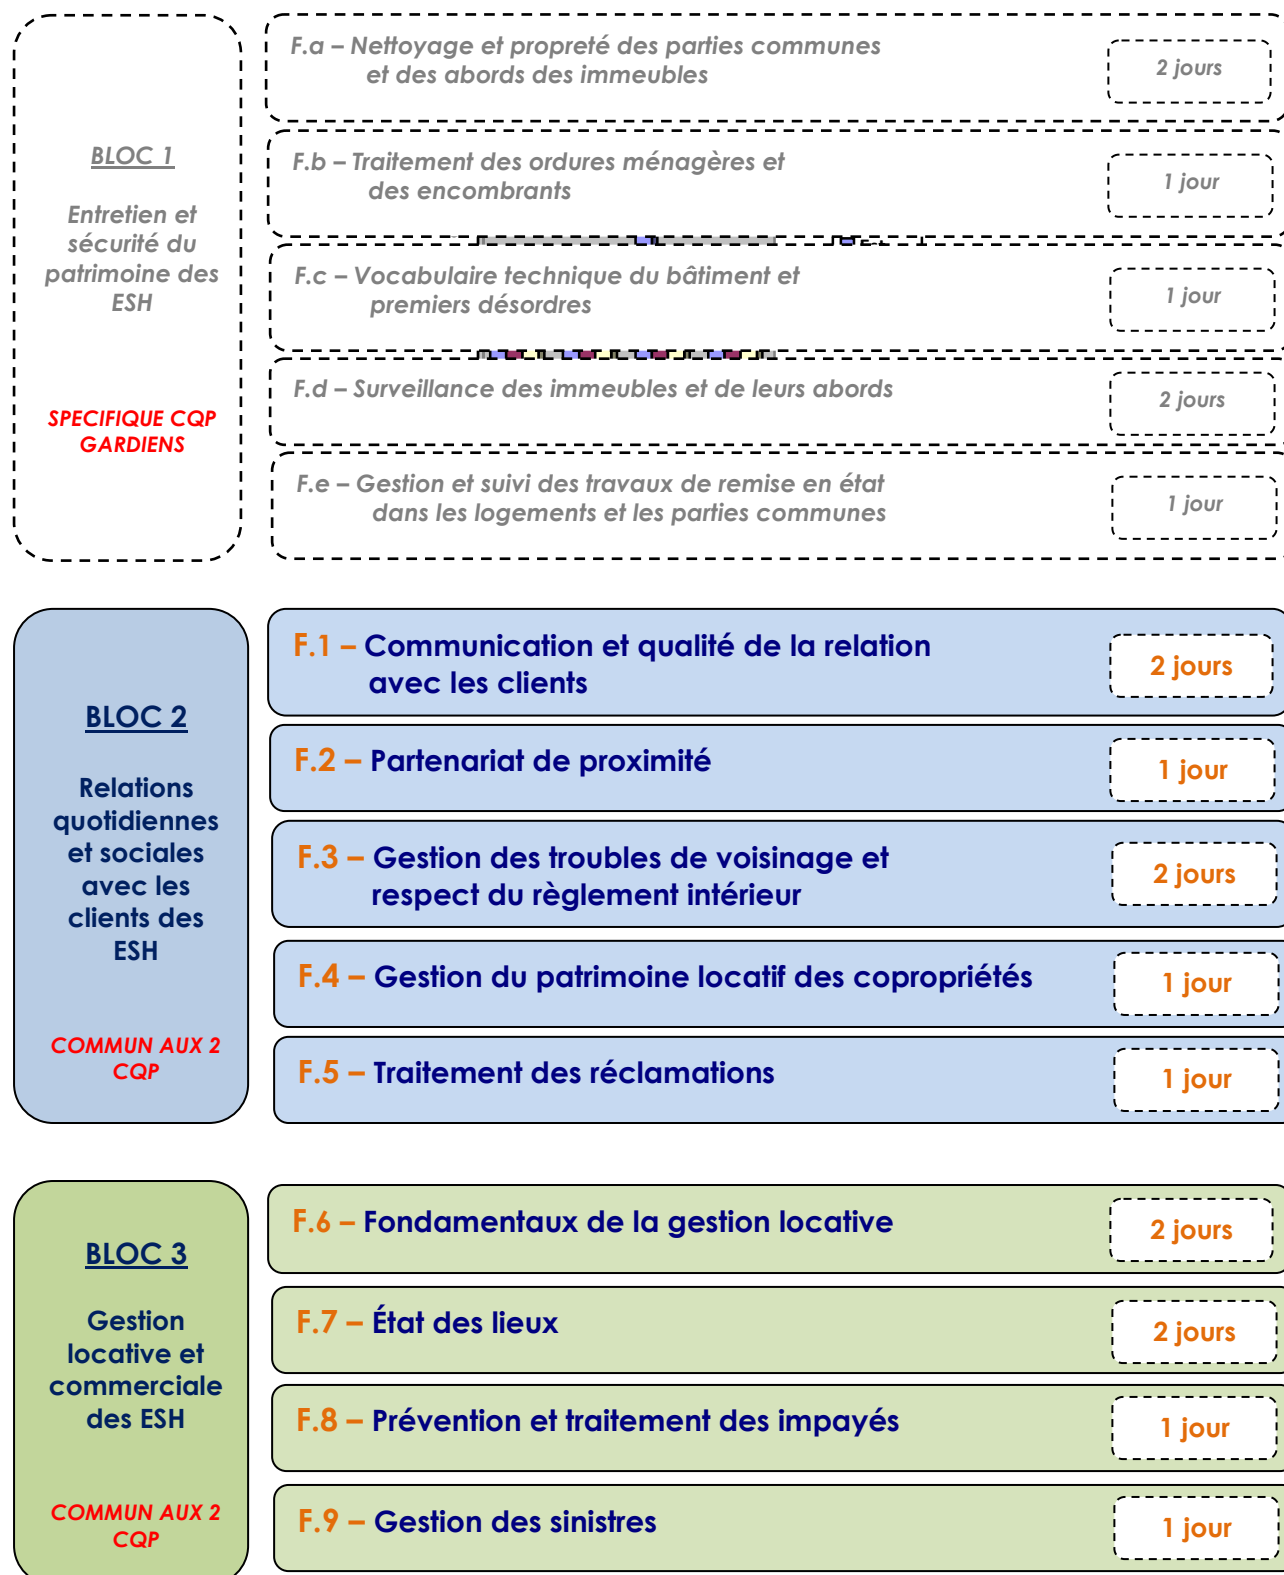 BLOC 1
Entretien et
sécurité du
patrimoine des
ESH
SPECIFIQUE CQP
GARDIENS
F.a – Nettoyage et propreté des parties communes
et des abords des immeubles
2 jours
F.b – Traitement des ordures ménagères et
des encombrants
1 jour
F.c – Vocabulaire technique du bâtiment et
premiers désordres
1 jour
F.d – Surveillance des immeubles et de leurs abords
2 jours
F.e – Gestion et suivi des travaux de remise en état
dans les logements et les parties communes
1 jour
BLOC 2
Relations
quotidiennes
et sociales
avec les
clients des
ESH
COMMUN AUX 2
CQP
F.1 – Communication et qualité de la relation
avec les clients
2 jours
F.2 – Partenariat de proximité
1 jour
F.3 – Gestion des troubles de voisinage et
respect du règlement intérieur
2 jours
F.4 – Gestion du patrimoine locatif des copropriétés
1 jour
F.5 – Traitement des réclamations
1 jour
BLOC 3
Gestion
locative et
commerciale
des ESH
COMMUN AUX 2
CQP
F.6 – Fondamentaux de la gestion locative
2 jours
F.7 – État des lieux
2 jours
F.8 – Prévention et traitement des impayés
1 jour
F.9 – Gestion des sinistres
1 jour